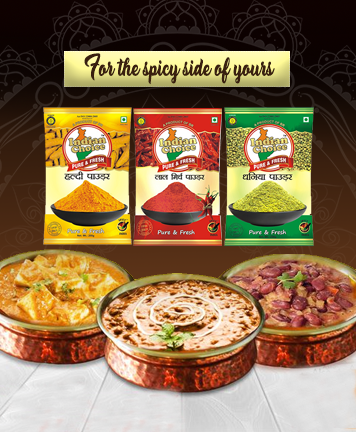 For the spicy side of yours
Indian
Choice
PURE & FRESH
हल्दी पाउडर
Pure & Fresh
Indian
Choice
PURE & FRESH
लाल मिर्च पाउडर
Pure & Fresh
Indian
Choice
PURE & FRESH
धनिया पाउडर
Pure & Fresh